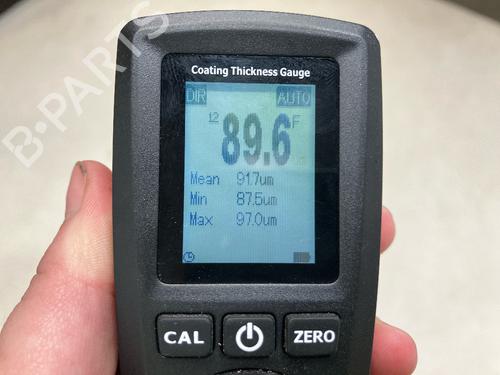 B-PARTS
Coating Thickness Gauge
DIR AUTO
12 89.6 F
Mean 91.7um
Min 87.5um
Max 97.0um
CAL ZERO